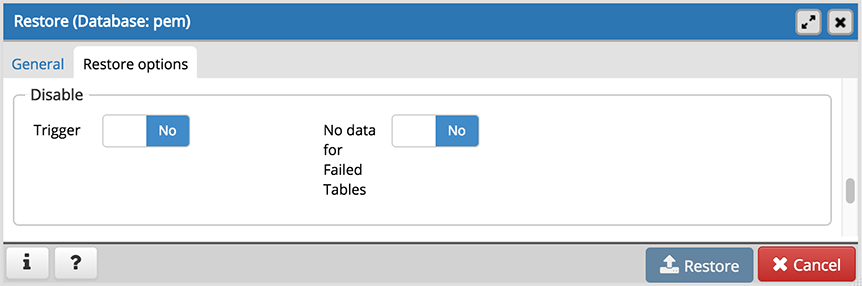 Restore (Database: pem)
General Restore options
Disable
Trigger No
No data
for
Failed
Tables
No
i ? Restore Cancel